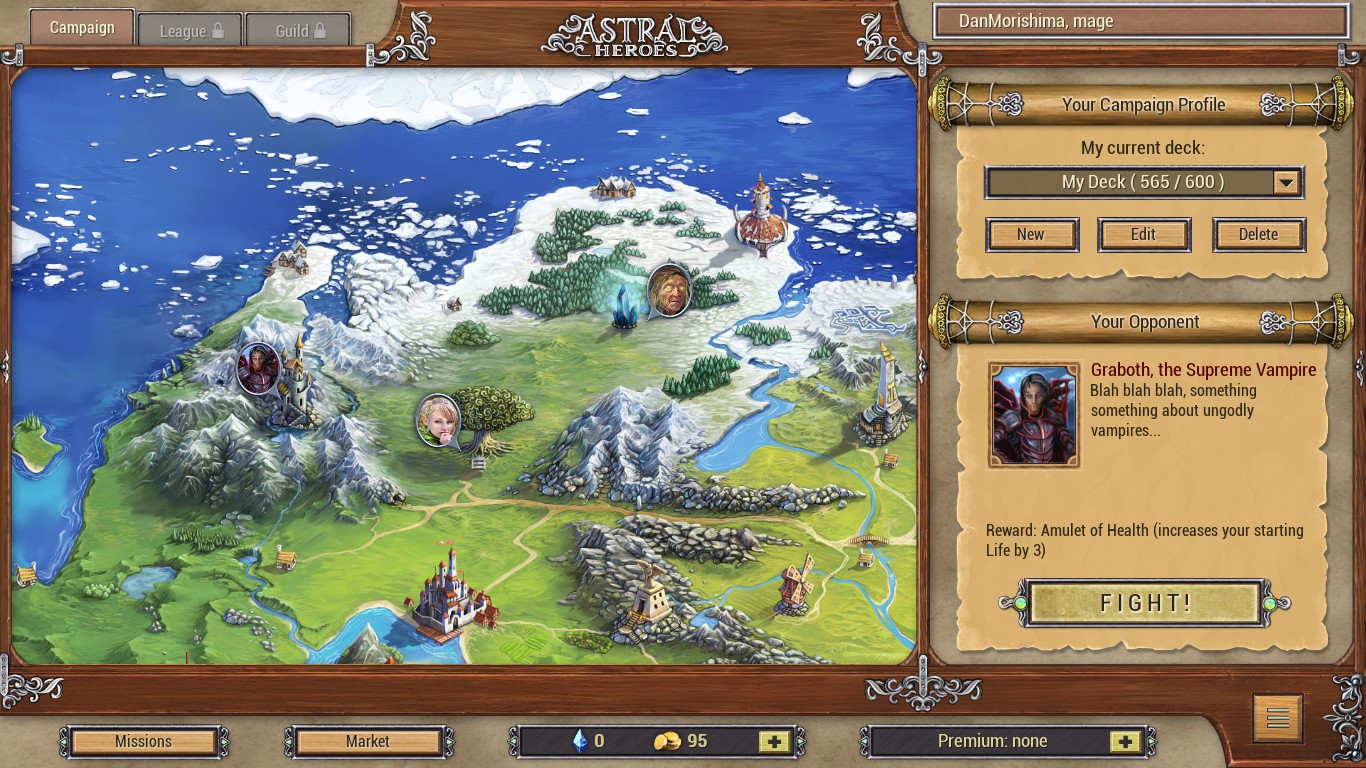 Campaign
League
Guild
ASTRAL
HEROES
DanMorishima, mage
Your Campaign Profile
My current deck:
My Deck ( 565 / 600 )
New
Edit
Delete
Your Opponent
Graboth, the Supreme Vampire
Blah blah blah, something
something about ungodly
vampires...
Reward: Amulet of Health (increases your starting
Life by 3)
FIGHT!
Missions
Market
0
95
Premium: none